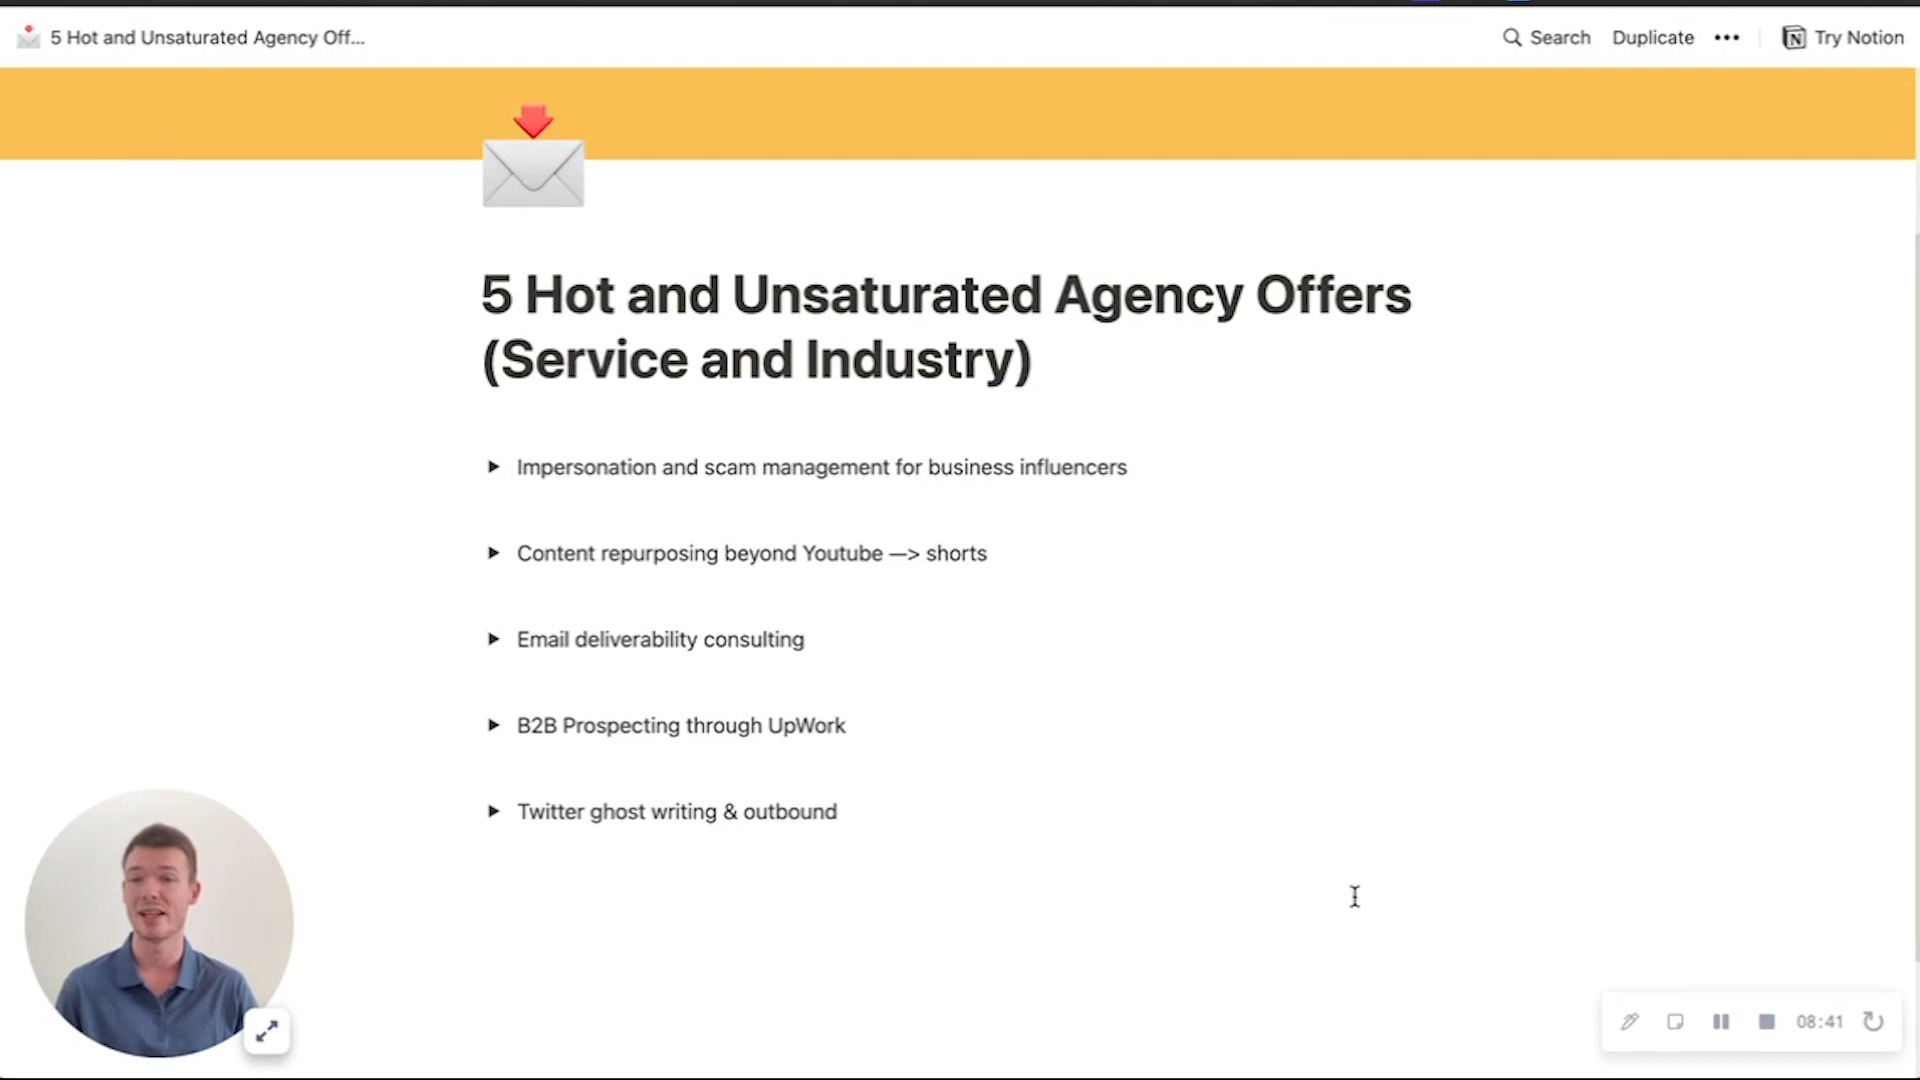 5 Hot and Unsaturated Agency Off...
Search
Duplicate
Try Notion
5 Hot and Unsaturated Agency Offers
(Service and Industry)
Impersonation and scam management for business influencers
Content repurposing beyond Youtube —> shorts
Email deliverability consulting
B2B Prospecting through UpWork
Twitter ghost writing & outbound
08:41